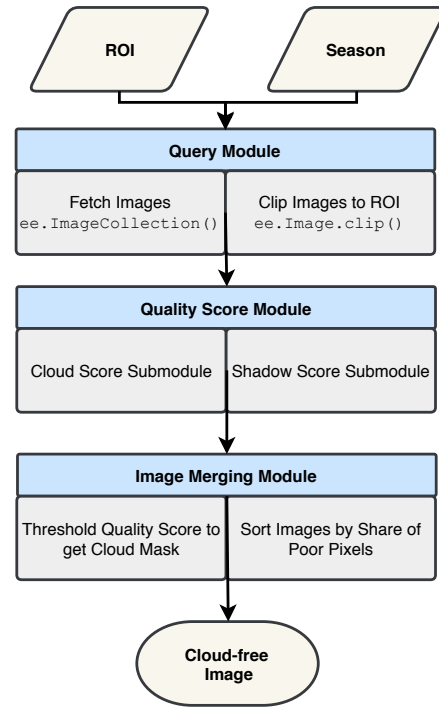 ROI
Season
Query Module
Fetch Images
ee.ImageCollection()
Clip Images to ROI
ee.Image.clip()
Quality Score Module
Cloud Score Submodule
Shadow Score Submodule
Image Merging Module
Threshold Quality Score to
get Cloud Mask
Sort Images by Share of
Poor Pixels
Cloud-free
Image